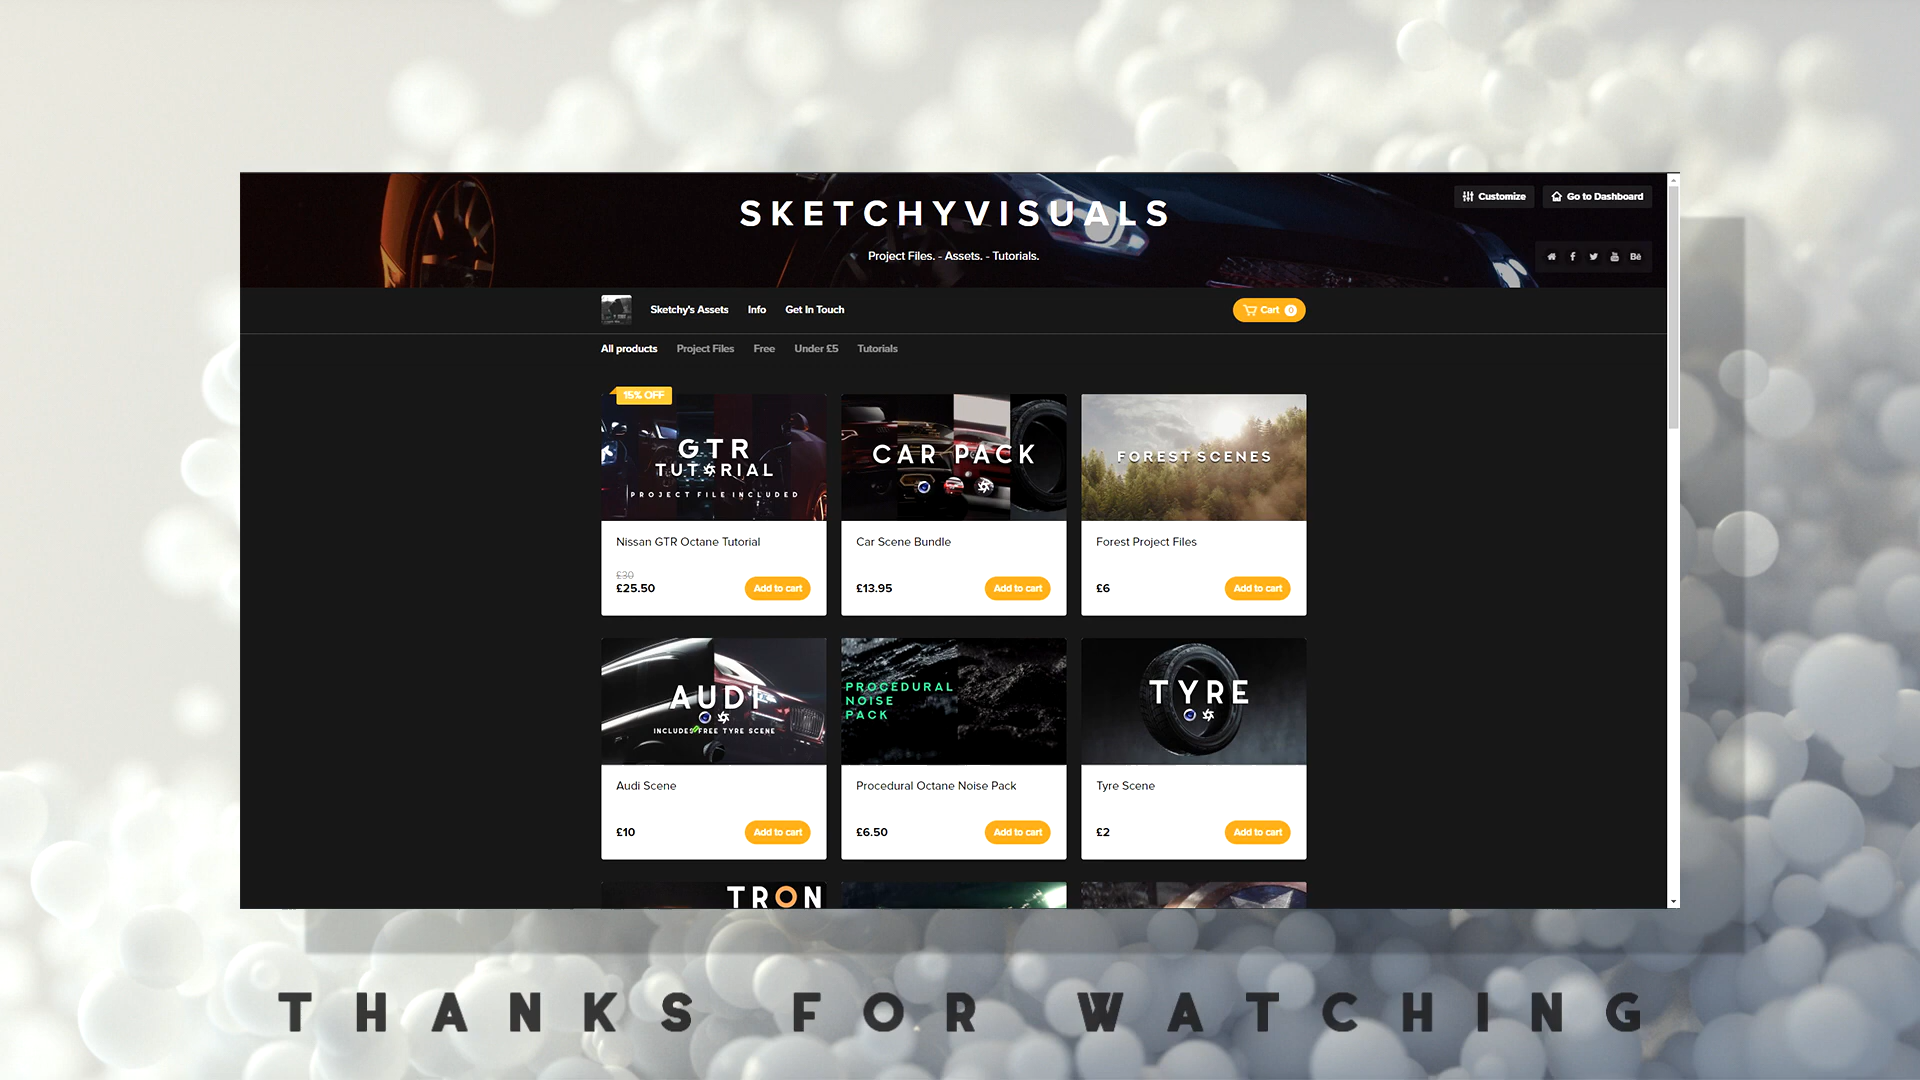 SKETCHYVISUALS
Customize
Go to Dashboard
Project Files. - Assets. - Tutorials.
Sketchy's Assets
Info
Get In Touch
Cart 0
All products
Project Files
Free
Under £5
Tutorials
15% OFF
GTR
TUTORIAL
PROJECT FILE INCLUDED
CAR PACK
FOREST SCENES
Nissan GTR Octane Tutorial
Car Scene Bundle
Forest Project Files
£30
£25.50
Add to cart
£13.95
Add to cart
£6
Add to cart
AUDI
INCLUDES FREE TYRE SCENE
PROCEDURAL
NOISE
PACK
TYRE
Audi Scene
Procedural Octane Noise Pack
Tyre Scene
£10
Add to cart
£6.50
Add to cart
£2
Add to cart
TRON
THANKS FOR WATCHING